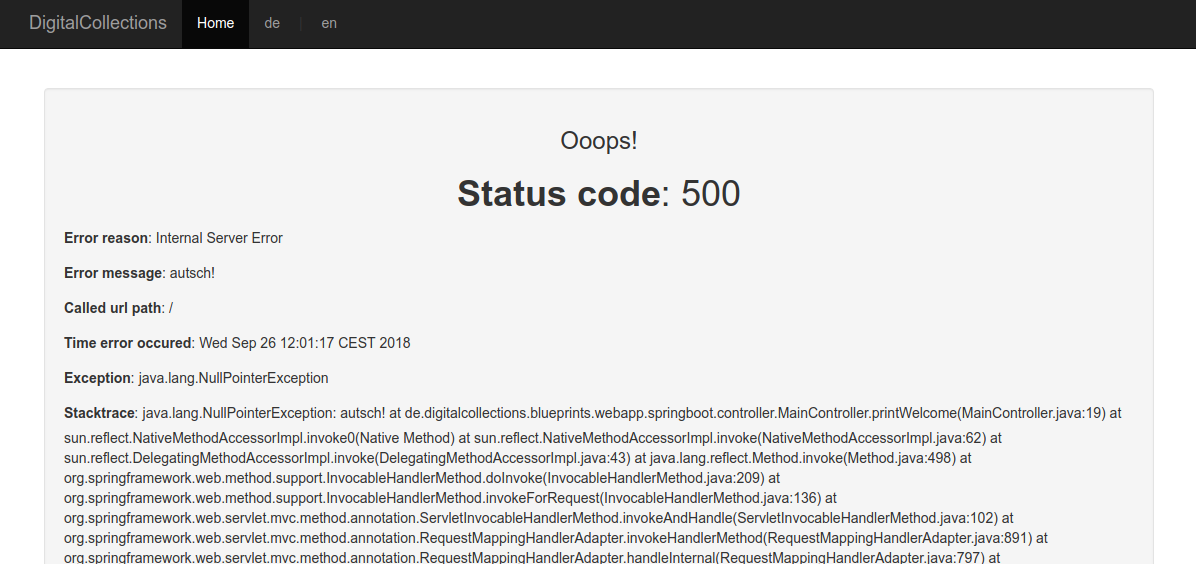 DigitalCollections Home de en
Ooops!
Status code: 500
Error reason: Internal Server Error
Error message: autsch!
Called url path: /
Time error occured: Wed Sep 26 12:01:17 CEST 2018
Exception: java.lang.NullPointerException
Stacktrace: java.lang.NullPointerException: autsch! at de.digitalcollections.blueprints.webapp.springboot.controller.MainController.printWelcome(MainController.java:19) at
sun.reflect.NativeMethodAccessorImpl.invoke0(Native Method) at sun.reflect.NativeMethodAccessorImpl.invoke(NativeMethodAccessorImpl.java:62) at
sun.reflect.DelegatingMethodAccessorImpl.invoke(DelegatingMethodAccessorImpl.java:43) at java.lang.reflect.Method.invoke(Method.java:498) at
org.springframework.web.method.support.InvocableHandlerMethod.doInvoke(InvocableHandlerMethod.java:209) at
org.springframework.web.method.support.InvocableHandlerMethod.invokeForRequest(InvocableHandlerMethod.java:136) at
org.springframework.web.servlet.mvc.method.annotation.ServletInvocableHandlerMethod.invokeAndHandle(ServletInvocableHandlerMethod.java:102) at
org.springframework.web.servlet.mvc.method.annotation.RequestMappingHandlerAdapter.invokeHandlerMethod(RequestMappingHandlerAdapter.java:891) at
org.springframework.web.servlet.mvc.method.annotation.RequestMappingHandlerAdapter.handleInternal(RequestMappingHandlerAdapter.java:797) at